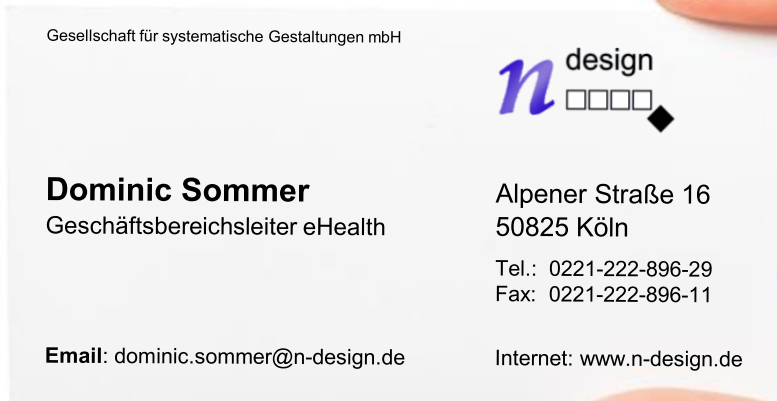 Gesellschaft für systematische Gestaltungen mbH
n design
Dominic Sommer
Geschäftsbereichsleiter eHealth
Alpener Straße 16
50825 Köln
Tel.: 0221-222-896-29
Fax: 0221-222-896-11
Email: dominic.sommer@n-design.de
Internet: www.n-design.de